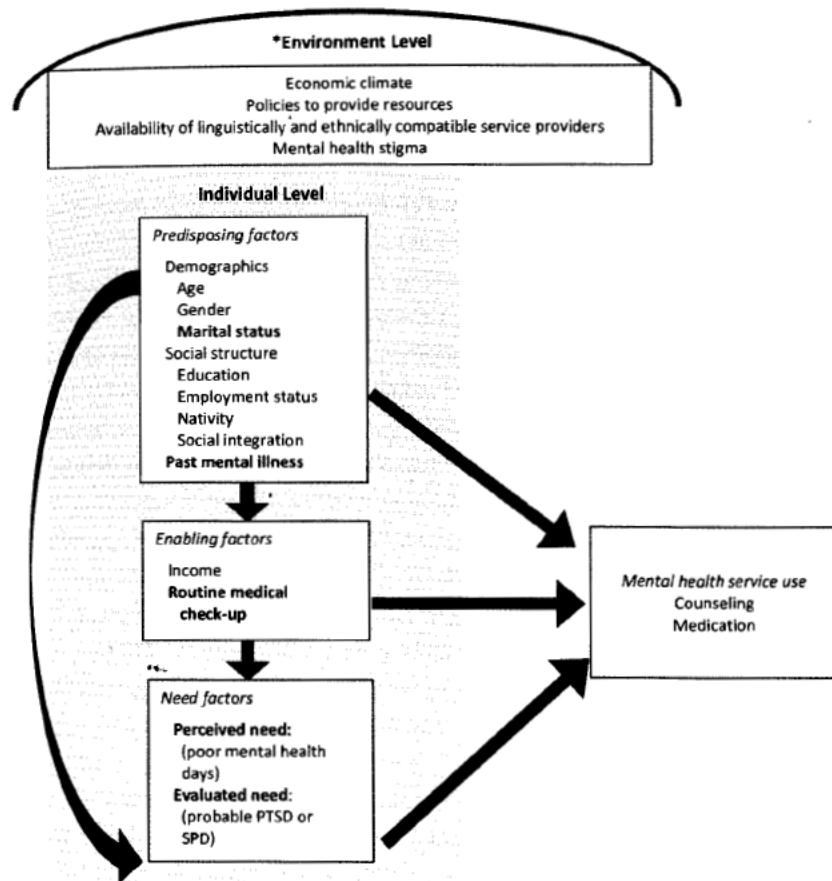 *Environment Level
Economic climate
Policies to provide resources
Availability of linguistically and ethnically compatible service providers
Mental health stigma
Individual Level
Predisposing factors
Demographics
Age
Gender
Marital status
Social structure
Education
Employment status
Nativity
Social integration
Past mental illness
Enabling factors
Income
Routine medical
check-up
Need factors
Perceived need:
(poor mental health
days)
Evaluated need:
(probable PTSD or
SPD)
Mental health service use
Counseling
Medication